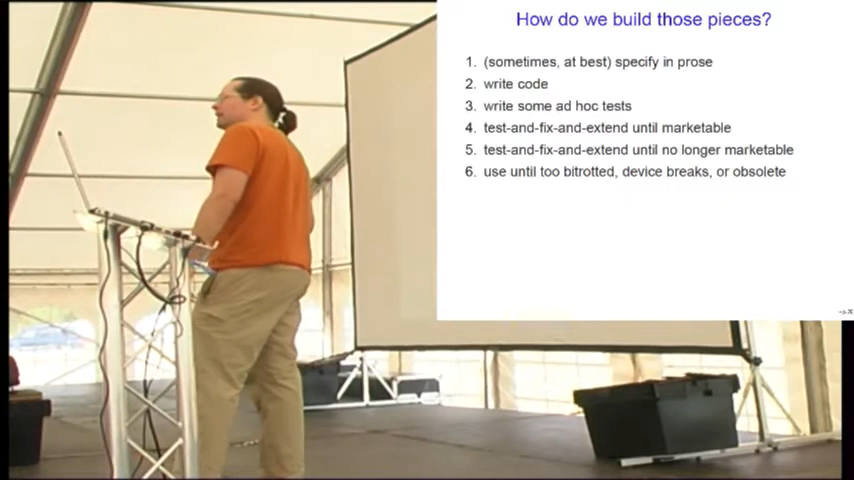 How do we build those pieces?
1. (sometimes, at best) specify in prose
2. write code
3. write some ad hoc tests
4. test-and-fix-and-extend until marketable
5. test-and-fix-and-extend until no longer marketable
6. use until too bitrotted, device breaks, or obsolete